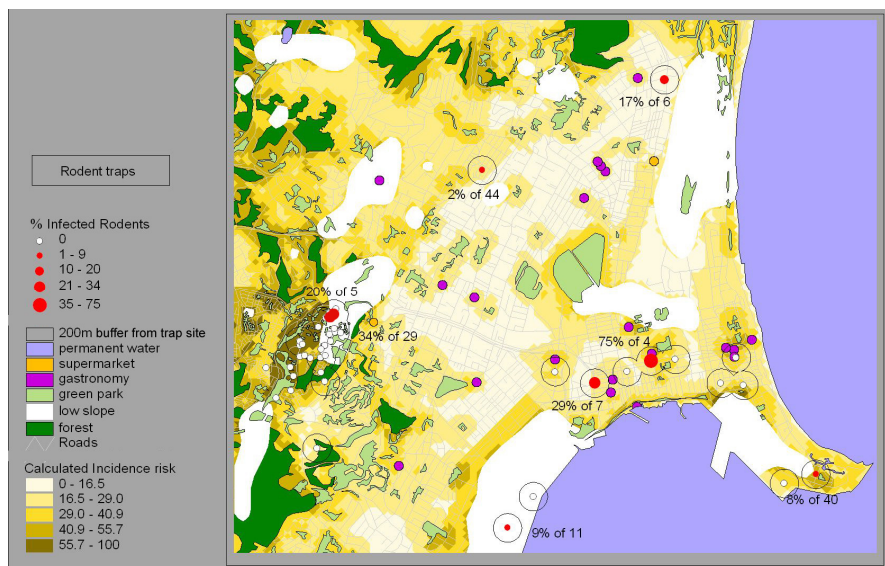 Rodent traps
% Infected Rodents
0
1 - 9
10 - 20
21 - 34
35 - 75
200m buffer from trap site
permanent water
supermarket
gastronomy
green park
low slope
forest
Roads
Calculated Incidence risk
0 - 16.5
16.5 - 29.0
29.0 - 40.9
40.9 - 55.7
55.7 - 100
17% of 6
2% of 44
20% of 5
34% of 29
75% of 4
29% of 7
8% of 40
9% of 11